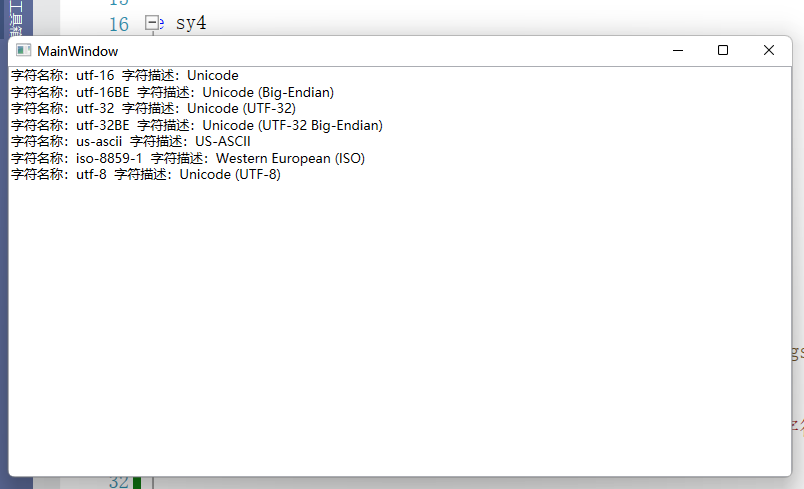 工具箱
15
16 sy4
MainWindow
字符名称：utf-16 字符描述：Unicode
字符名称：utf-16BE 字符描述：Unicode (Big-Endian)
字符名称：utf-32 字符描述：Unicode (UTF-32)
字符名称：utf-32BE 字符描述：Unicode (UTF-32 Big-Endian)
字符名称：us-ascii 字符描述：US-ASCII
字符名称：iso-8859-1 字符描述：Western European (ISO)
字符名称：utf-8 字符描述：Unicode (UTF-8)
gs
32